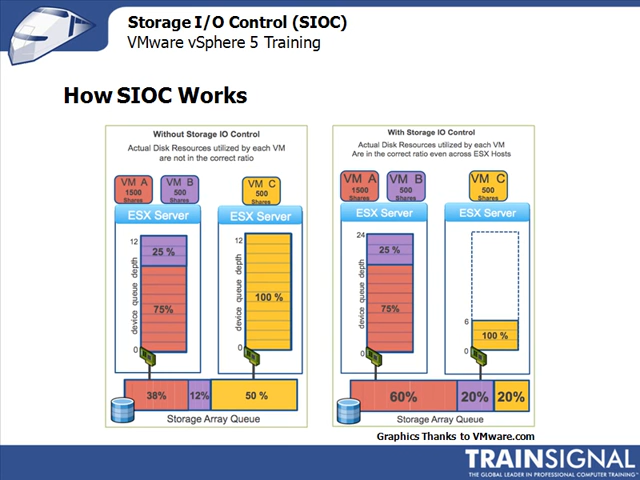 Storage I/O Control (SIOC)
VMware vSphere 5 Training
How SIOC Works
Without Storage IO Control
Actual Disk Resources utilized by each VM
are not in the correct ratio
VM A
1500
Shares
VM B
500
Shares
VM C
500
Shares
ESX Server
ESX Server
12
25 %
75%
0
device queue depth
12
100 %
0
device queue depth
38%
12%
50 %
Storage Array Queue
With Storage IO Control
Actual Disk Resources utilized by each VM
Are in the correct ratio even across ESX Hosts
VM A
1500
Shares
VM B
500
Shares
VM C
500
Shares
ESX Server
ESX Server
24
25 %
75%
0
device queue depth
6
100 %
0
60%
20%
20%
Storage Array Queue
Graphics Thanks to VMware.com
TRAINSIGNAL
THE GLOBAL LEADER IN PROFESSIONAL COMPUTER TRAINING